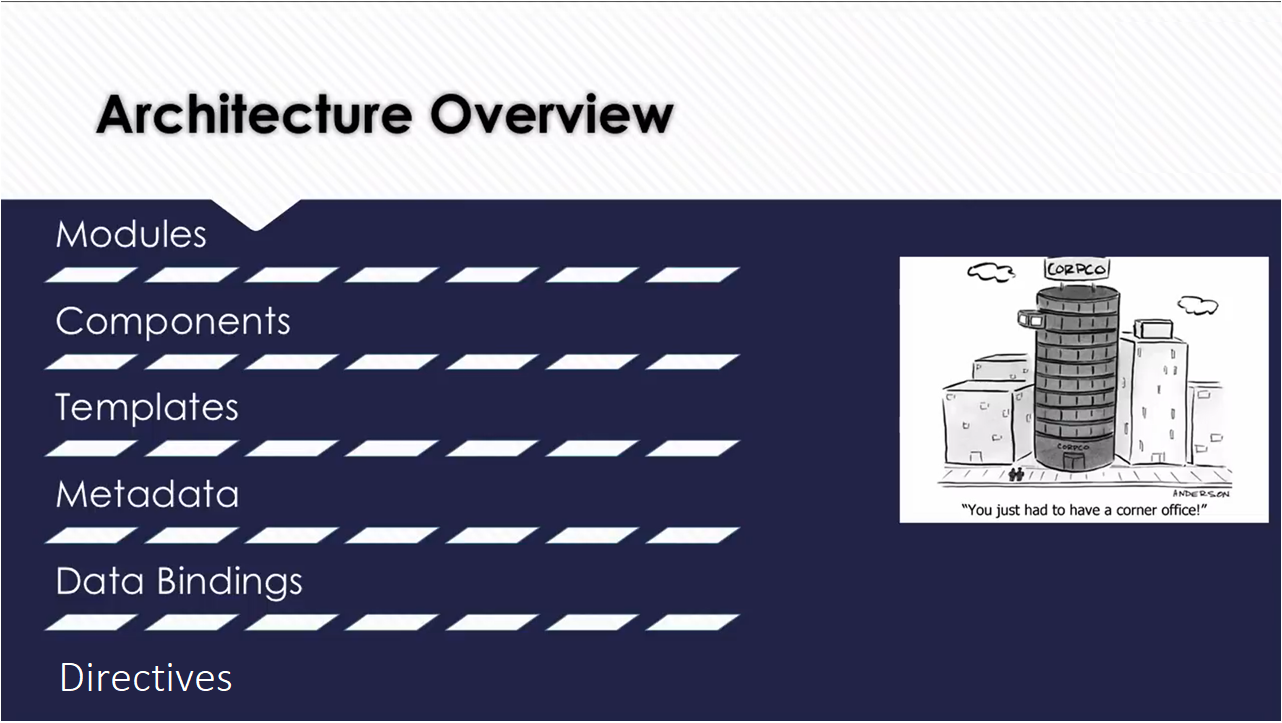 Architecture Overview
Modules
Components
Templates
Metadata
Data Bindings
Directives
CORPCO
CORPCO
ANDERSON
“You just had to have a corner office!”